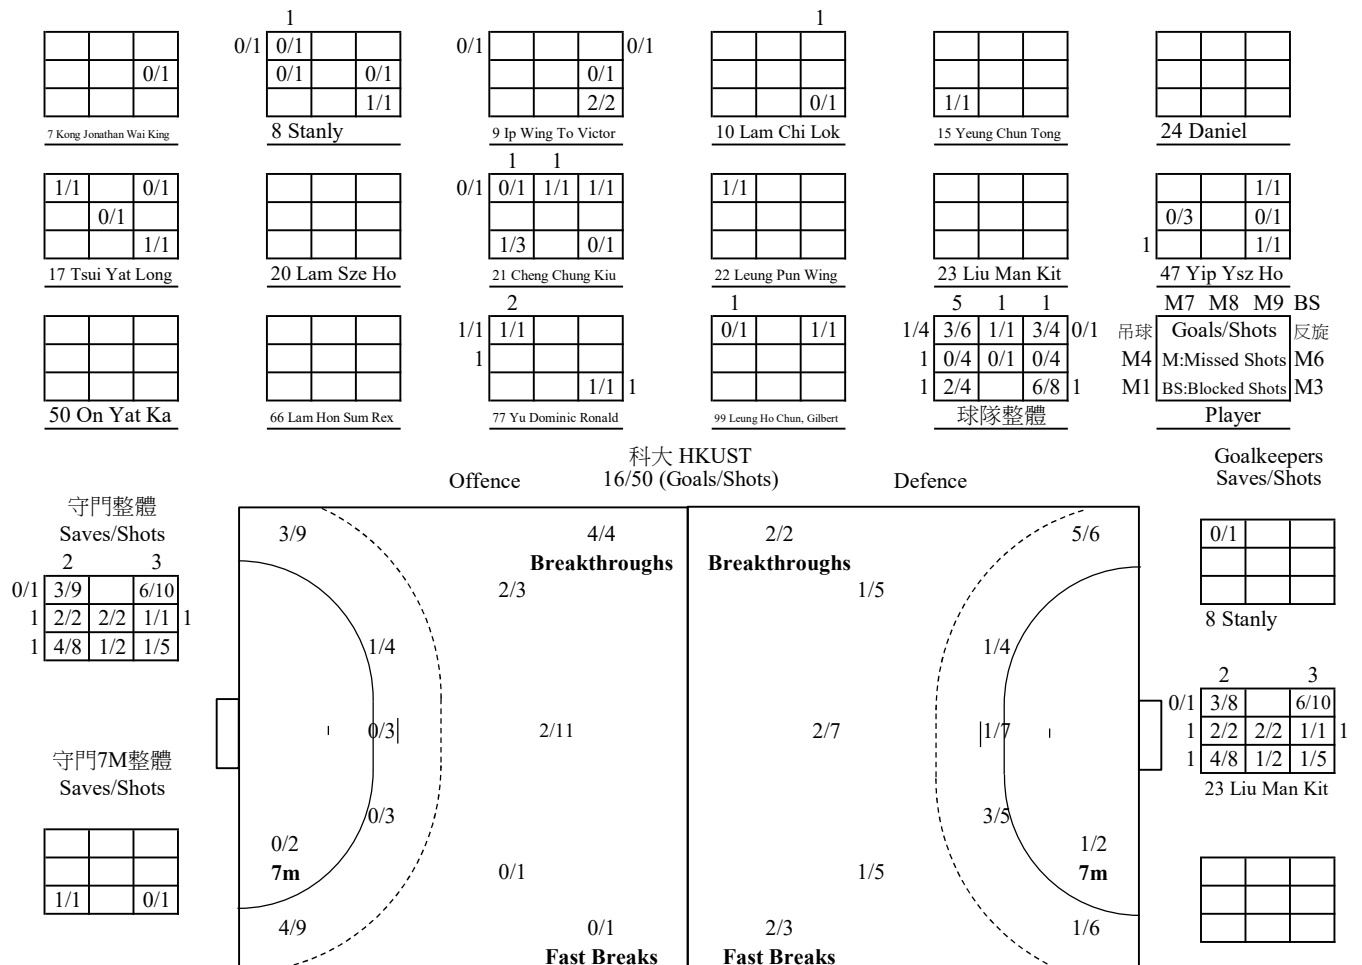 1 1
0/1 0/1 0/1 0/1
0/1 0/1 0/1
1/1 2/2 0/1 1/1
7 Kong Jonathan Wai King 8 Stanly 9 Ip Wing To Victor 10 Lam Chi Lok 15 Yeung Chun Tong 24 Daniel
1 1
1/1 0/1 0/1 0/1 1/1 1/1 1/1 1/1
0/1 0/3 0/1
1/1 1/3 0/1 1 1/1
17 Tsui Yat Long 20 Lam Sze Ho 21 Cheng Chung Kiu 22 Leung Pun Wing 23 Liu Man Kit 47 Yip Ysz Ho
2 1 5 1 1 M7 M8 M9 BS
1/1 1/1 0/1 1/1 1/4 3/6 1/1 3/4 0/1 吊球 Goals/Shots 反旋
1 1 0/4 0/1 0/4 M4 M:Missed Shots M6
1/1 1 1 2/4 6/8 1 M1 BS:Blocked Shots M3
50 On Yat Ka 66 Lam Hon Sum Rex 77 Yu Dominic Ronald 99 Leung Ho Chun, Gilbert 球隊整體 Player
科大 HKUST
Offence 16/50 (Goals/Shots) Defence
Goalkeepers
Saves/Shots
守門整體
Saves/Shots
2 3
0/1 3/9 6/10
1 2/2 2/2 1/1 1
1 4/8 1/2 1/5
守門7M整體
Saves/Shots
1/1 0/1
3/9 4/4 2/2 5/6
Breakthroughs Breakthroughs
2/3 1/5
1/4 1/4
0/3 2/11 2/7 1/7
0/3 3/5
0/2 1/2
7m 7m
0/1 1/5
4/9 0/1 2/3 1/6
Fast Breaks Fast Breaks
0/1
8 Stanly
2 3
0/1 3/8 6/10
1 2/2 2/2 1/1 1
1 4/8 1/2 1/5
23 Liu Man Kit